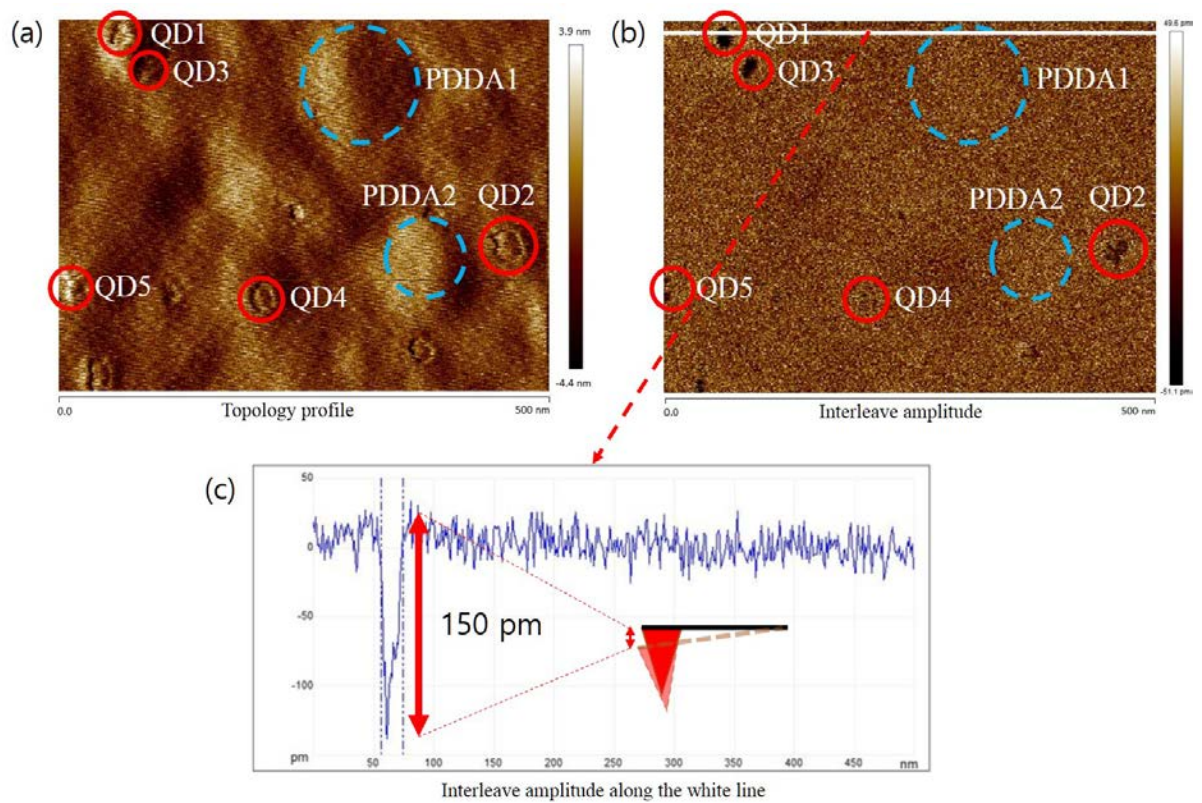 (a)
QD1
QD3
PDDA1
PDDA2
QD2
QD5
QD4
3.9 nm
-4.4 nm
0.0
Topology profile
500 nm
(b)
QD1
QD3
PDDA1
PDDA2
QD2
QD5
QD4
49.6 pm
-51.1 pm
0.0
Interleave amplitude
500 nm
(c)
50
0
-50
-100
pm
150 pm
50
100
150
200
250
300
350
400
450
nm
Interleave amplitude along the white line